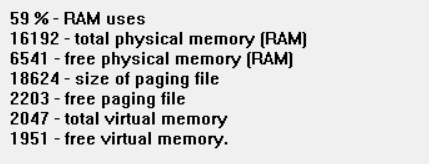 59 % - RAM uses
16192 - total physical memory (RAM)
6541 - free physical memory (RAM)
18624 - size of paging file
2203 - free paging file
2047 - total virtual memory
1951 - free virtual memory.